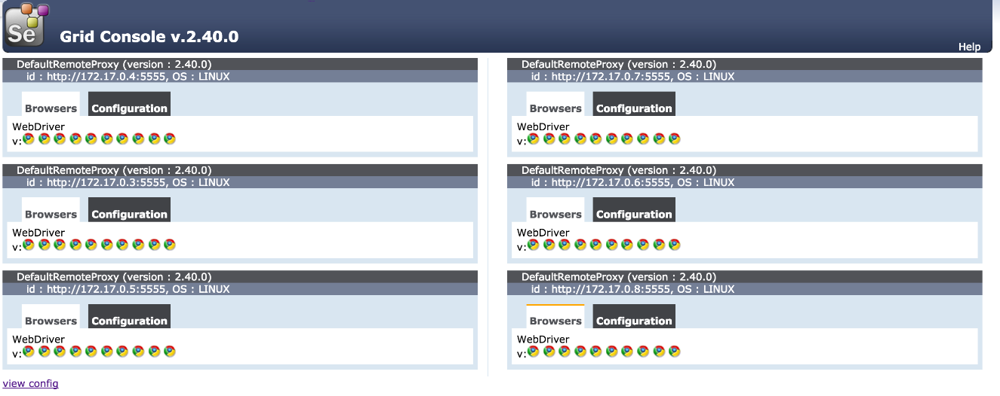 Se
Grid Console v.2.40.0
Help
DefaultRemoteProxy (version : 2.40.0)
id : http://172.17.0.4:5555, OS : LINUX
Browsers Configuration
WebDriver
v:
DefaultRemoteProxy (version : 2.40.0)
id : http://172.17.0.3:5555, OS : LINUX
Browsers Configuration
WebDriver
v:
DefaultRemoteProxy (version : 2.40.0)
id : http://172.17.0.5:5555, OS : LINUX
Browsers Configuration
WebDriver
v:
DefaultRemoteProxy (version : 2.40.0)
id : http://172.17.0.7:5555, OS : LINUX
Browsers Configuration
WebDriver
v:
DefaultRemoteProxy (version : 2.40.0)
id : http://172.17.0.6:5555, OS : LINUX
Browsers Configuration
WebDriver
v:
DefaultRemoteProxy (version : 2.40.0)
id : http://172.17.0.8:5555, OS : LINUX
Browsers Configuration
WebDriver
v:
view config